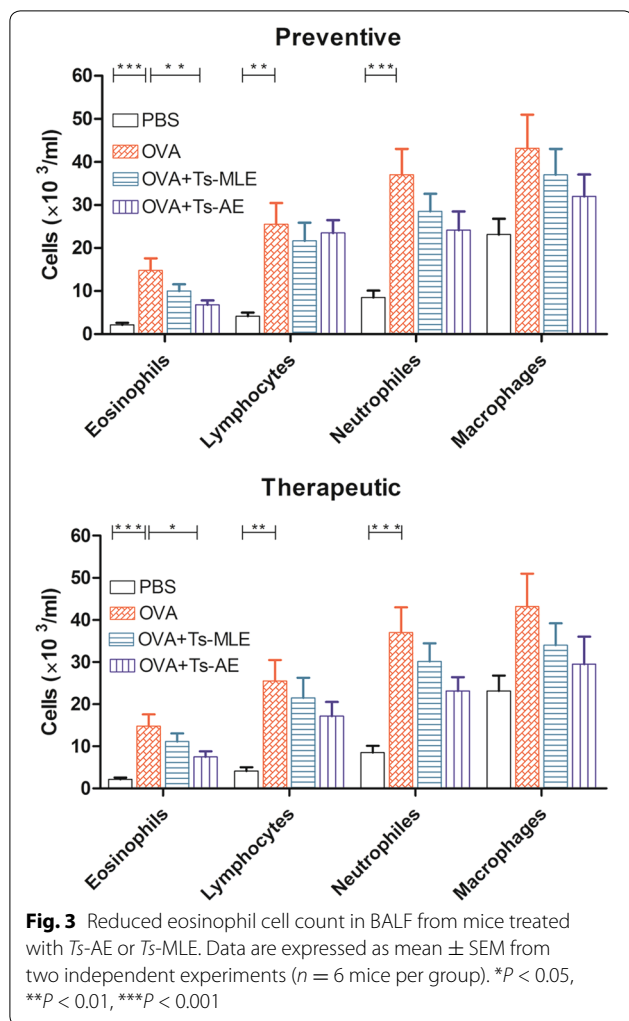 Preventive
*** ** ** ***
60
50
40
30
20
10
0
Cells (×10 ³/ml)
PBS
OVA
OVA+Ts-MLE
OVA+Ts-AE
Eosinophils
Lymphocytes
Neutrophiles
Macrophages
Therapeutic
*** * ** ***
60
50
40
30
20
10
0
Cells (×10 ³/ml)
PBS
OVA
OVA+Ts-MLE
OVA+Ts-AE
Eosinophils
Lymphocytes
Neutrophiles
Macrophages
Fig. 3 Reduced eosinophil cell count in BALF from mice treated
with Ts-AE or Ts-MLE. Data are expressed as mean ± SEM from
two independent experiments (n = 6 mice per group). *P < 0.05,
**P < 0.01, ***P < 0.001